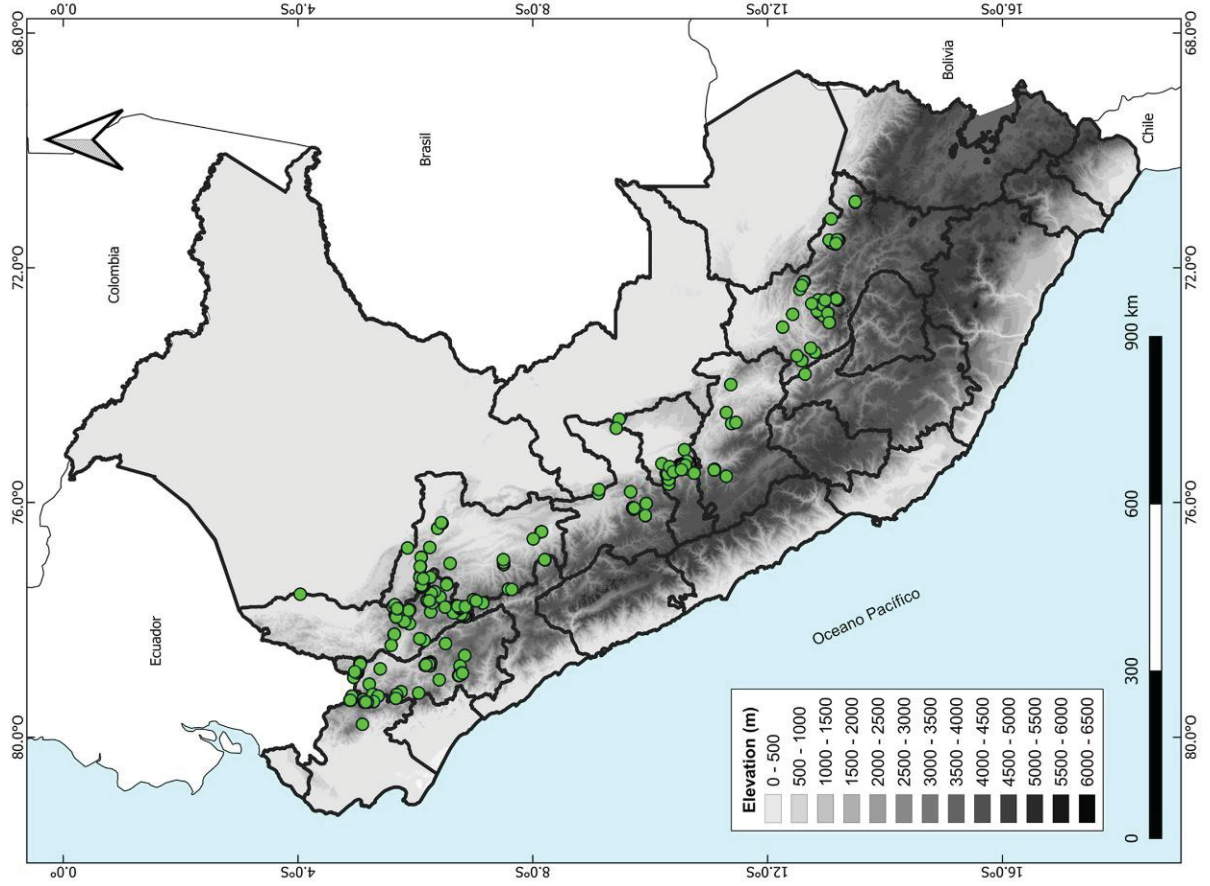 80.0°O 76.0°O 72.0°O 68.0°O
0.0° 0.0°
Colombia
Ecuador
4.0°S 4.0°S
Brasil
8.0°S 8.0°S
Elevation (m)
0 - 500
500 - 1000
1000 - 1500
1500 - 2000
2000 - 2500
2500 - 3000
3000 - 3500
3500 - 4000
4000 - 4500
4500 - 5000
5000 - 5500
5500 - 6000
6000 - 6500
12.0°S 12.0°S
Oceano Pacífico
Bolivia
16.0°S 16.0°S
Chile
0 300 600 900 km
80.0°O 76.0°O 72.0°O 68.0°O